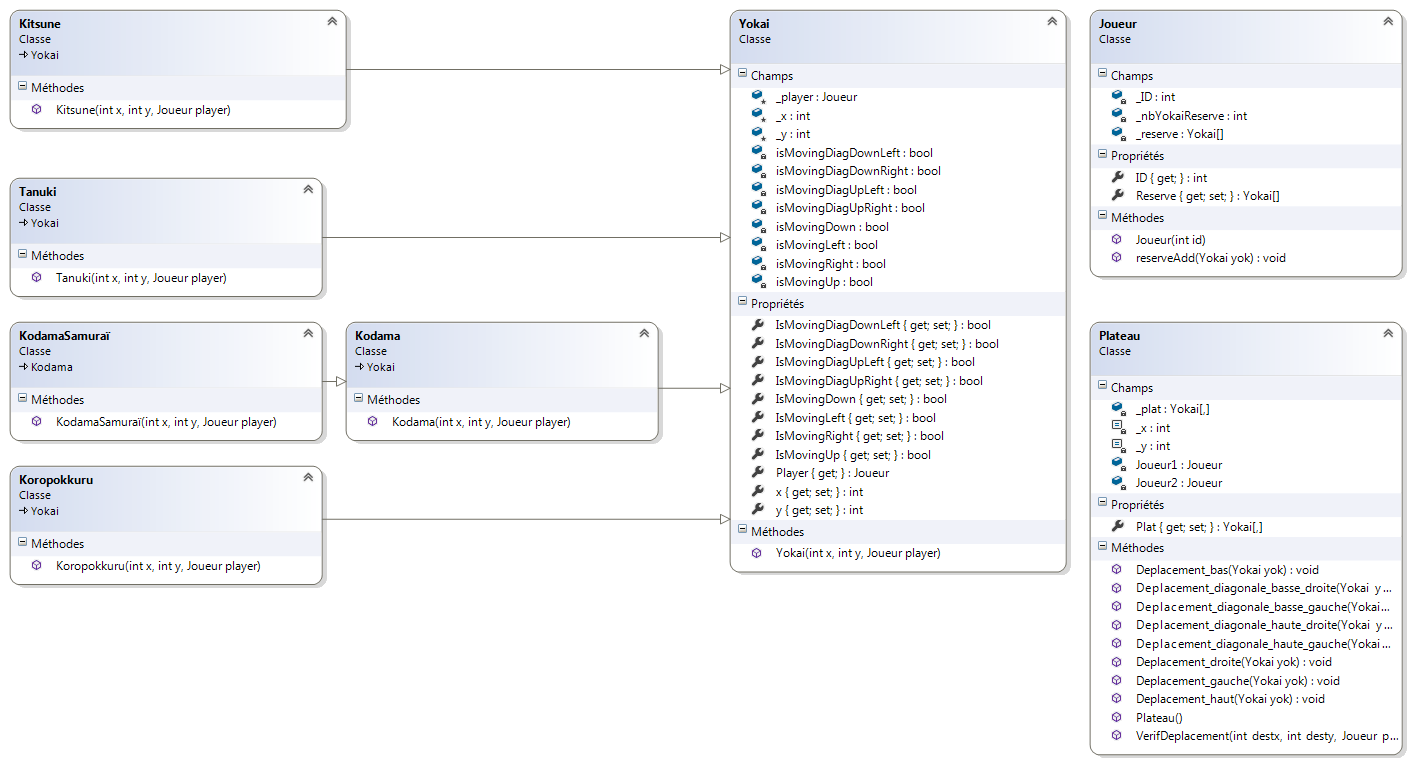 Kitsune
Classe
Yokai
Méthodes
Kitsune(int x, int y, Joueur player)
Tanuki
Classe
Yokai
Méthodes
Tanuki(int x, int y, Joueur player)
KodamaSamuraï
Classe
Kodama
Méthodes
KodamaSamuraï(int x, int y, Joueur player)
Kodama
Classe
Yokai
Méthodes
Kodama(int x, int y, Joueur player)
Koropokkuru
Classe
Yokai
Méthodes
Koropokkuru(int x, int y, Joueur player)
Yokai
Classe
Champs
_player : Joueur
_x : int
_y : int
isMovingDiagDownLeft : bool
isMovingDiagDownRight : bool
isMovingDiagUpLeft : bool
isMovingDiagUpRight : bool
isMovingDown : bool
isMovingLeft : bool
isMovingRight : bool
isMovingUp : bool
Propriétés
IsMovingDiagDownLeft { get; set; } : bool
IsMovingDiagDownRight { get; set; } : bool
IsMovingDiagUpLeft { get; set; } : bool
IsMovingDiagUpRight { get; set; } : bool
IsMovingDown { get; set; } : bool
IsMovingLeft { get; set; } : bool
IsMovingRight { get; set; } : bool
IsMovingUp { get; set; } : bool
Player { get; } : Joueur
x { get; set; } : int
y { get; set; } : int
Méthodes
Yokai(int x, int y, Joueur player)
Joueur
Classe
Champs
_ID : int
_nbYokaiReserve : int
_reserve : Yokai[]
Propriétés
ID { get; } : int
Reserve { get; set; } : Yokai[]
Méthodes
Joueur(int id)
reserveAdd(Yokai yok) : void
Plateau
Classe
Champs
_plat : Yokai[,]
_x : int
_y : int
Joueur1 : Joueur
Joueur2 : Joueur
Propriétés
Plat { get; set; } : Yokai[,]
Méthodes
Deplacement_bas(Yokai yok) : void
Deplacement_diagonale_basse_droite(Yokai y...
Deplacement_diagonale_basse_gauche(Yokai...
Deplacement_diagonale_haute_droite(Yokai y...
Deplacement_diagonale_haute_gauche(Yokai...
Deplacement_droite(Yokai yok) : void
Deplacement_gauche(Yokai yok) : void
Deplacement_haut(Yokai yok) : void
Plateau()
VerifDeplacement(int destx, int desty, Joueur p...